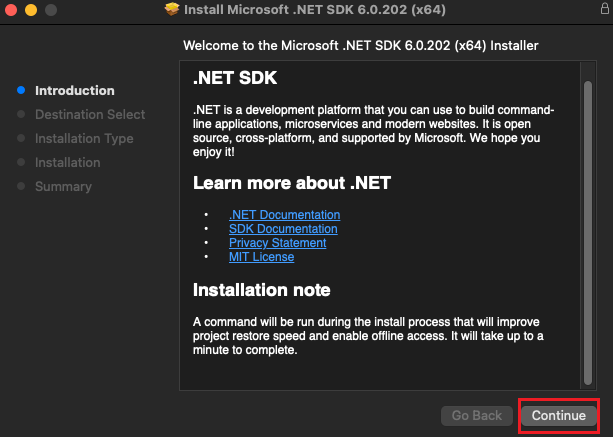 Install Microsoft .NET SDK 6.0.202 (x64)
Welcome to the Microsoft .NET SDK 6.0.202 (x64) Installer
Introduction
Destination Select
Installation Type
Installation
Summary
.NET SDK
.NET is a development platform that you can use to build command-
line applications, microservices and modern websites. It is open
source, cross-platform, and supported by Microsoft. We hope you
enjoy it!
Learn more about .NET
• .NET Documentation
• SDK Documentation
• Privacy Statement
• MIT License
Installation note
A command will be run during the install process that will improve
project restore speed and enable offline access. It will take up to a
minute to complete.
Go Back
Continue